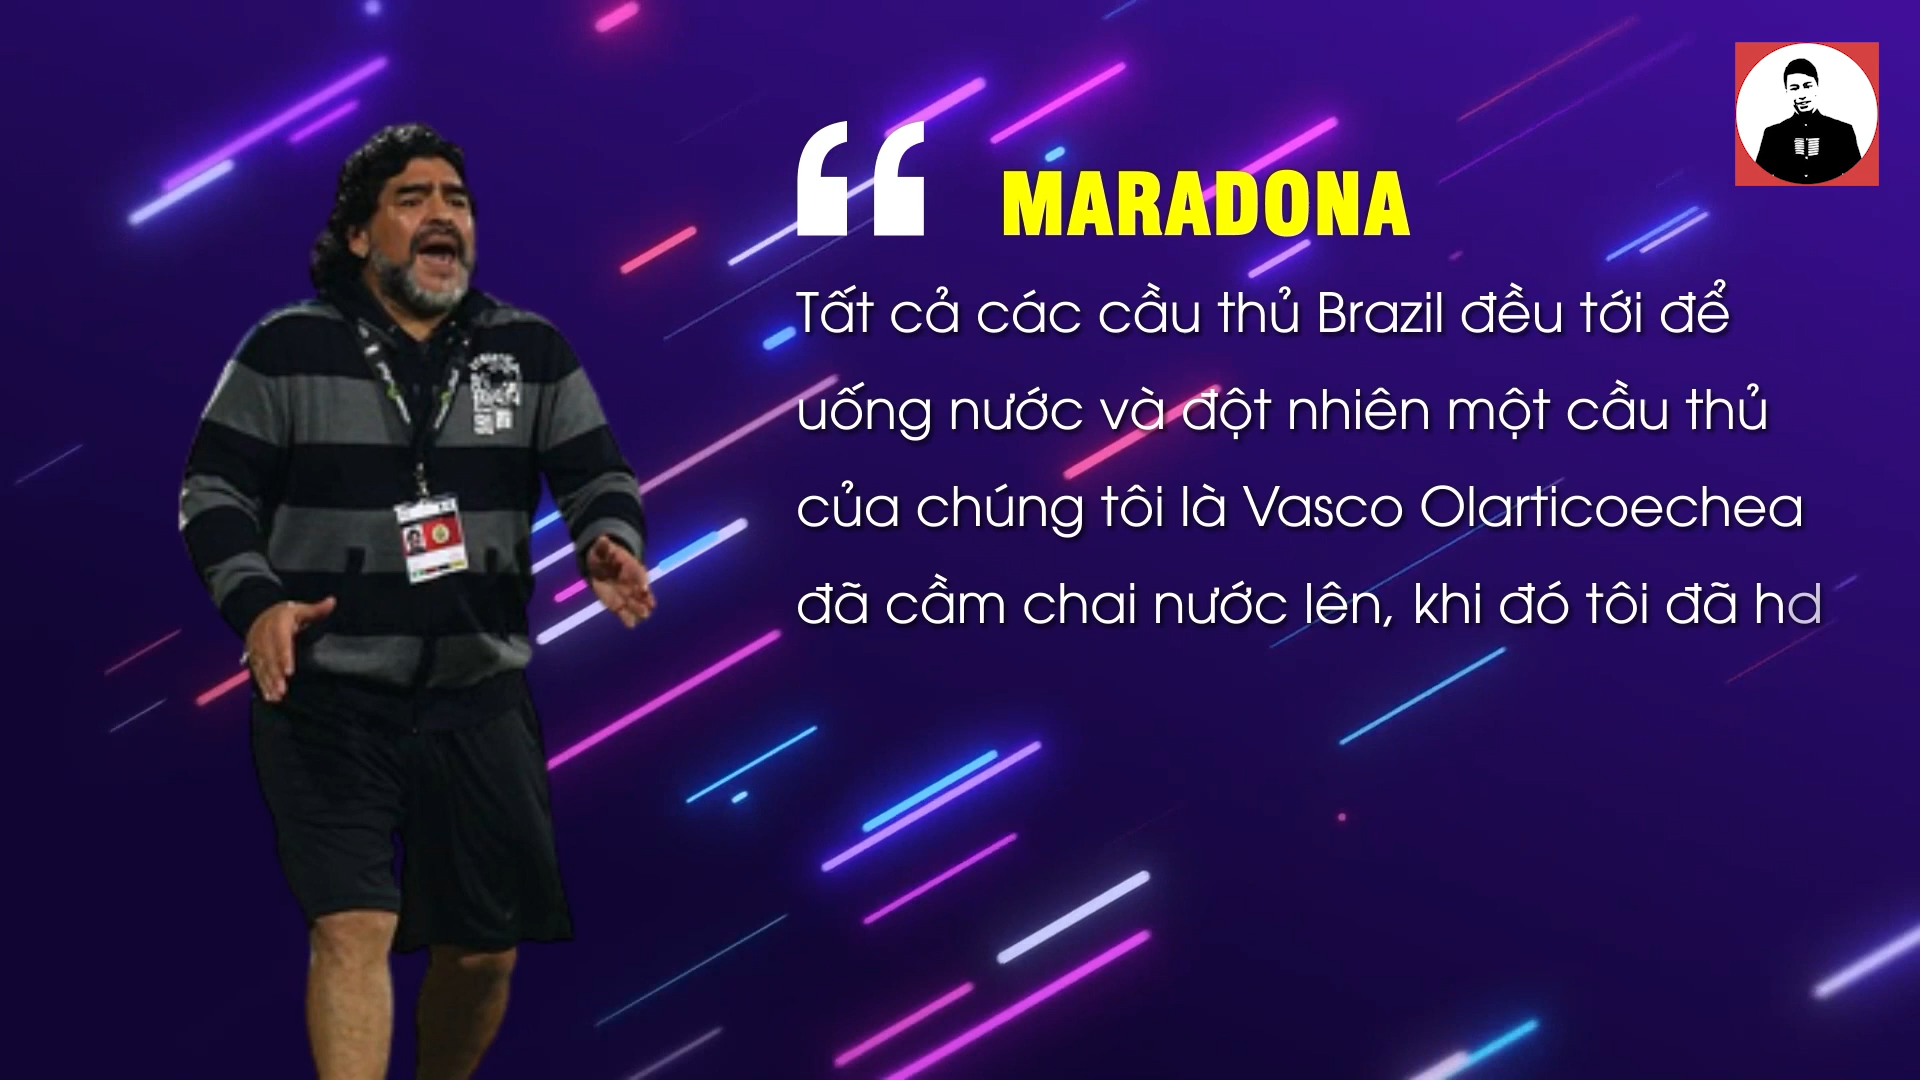 MARADONA
Tất cả các cầu thủ Brazil đều tới để
uống nước và đột nhiên một cầu thủ
của chúng tôi là Vasco Olarticoechea
đã cầm chai nước lên, khi đó tôi đã